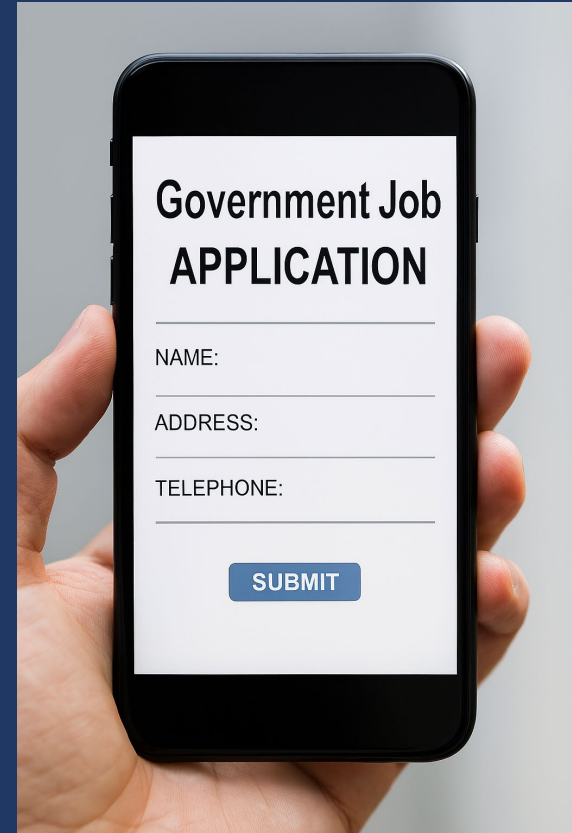 Government Job
APPLICATION
NAME:
ADDRESS:
TELEPHONE:
SUBMIT